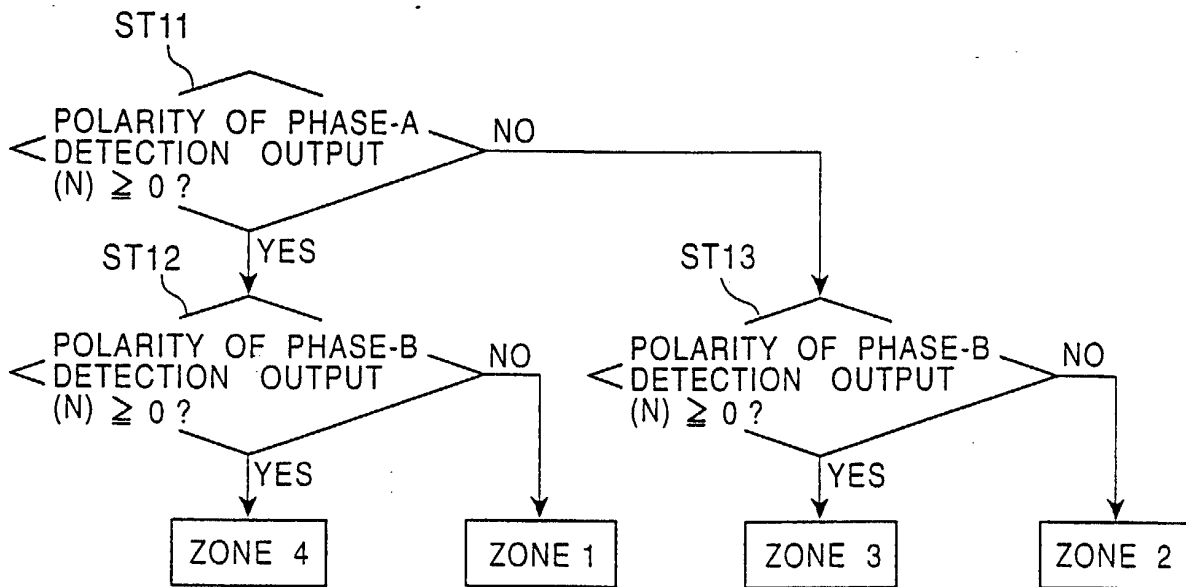 ST11
POLARITY OF PHASE-A
DETECTION OUTPUT
(N) ≧ 0 ?
NO
YES
ST12
POLARITY OF PHASE-B
DETECTION OUTPUT
(N) ≧ 0 ?
NO
YES
ST13
POLARITY OF PHASE-B
DETECTION OUTPUT
(N) ≧ 0 ?
NO
YES
ZONE 4
ZONE 1
ZONE 3
ZONE 2